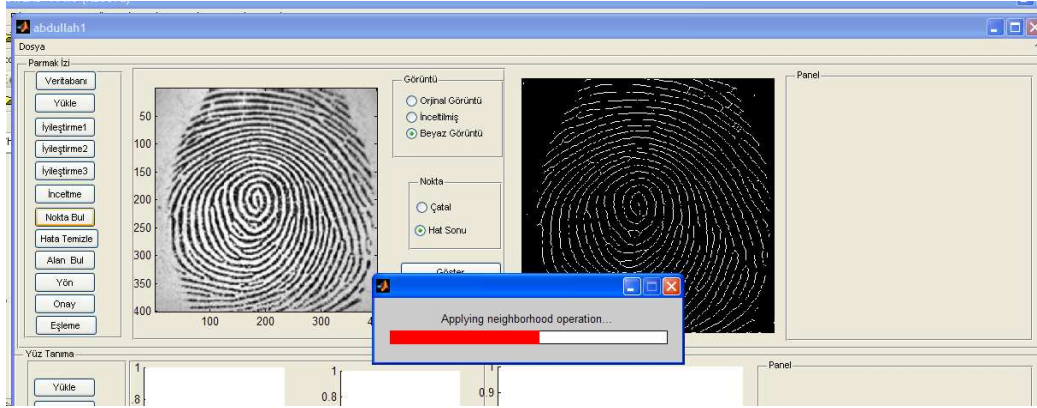 abdullah1
Dosya
Parmak İzi
Veritabanı
Yükle
İyileştirme1
İyileştirme2
İyileştirme3
İnceltme
Nokta Bul
Hata Temizle
Alan Bul
Yön
Onay
Eşleme
50
100
150
200
250
300
350
400
100
200
300
4
Görüntü
Orjinal Görüntü
İnceltilmiş
Beyaz Görüntü
Nokta
Çatal
Hat Sonu
Göster
Panel
Applying neighborhood operation...
Yüz Tanıma
Yükle
1
.8
1
0.8
1
0.9
Panel